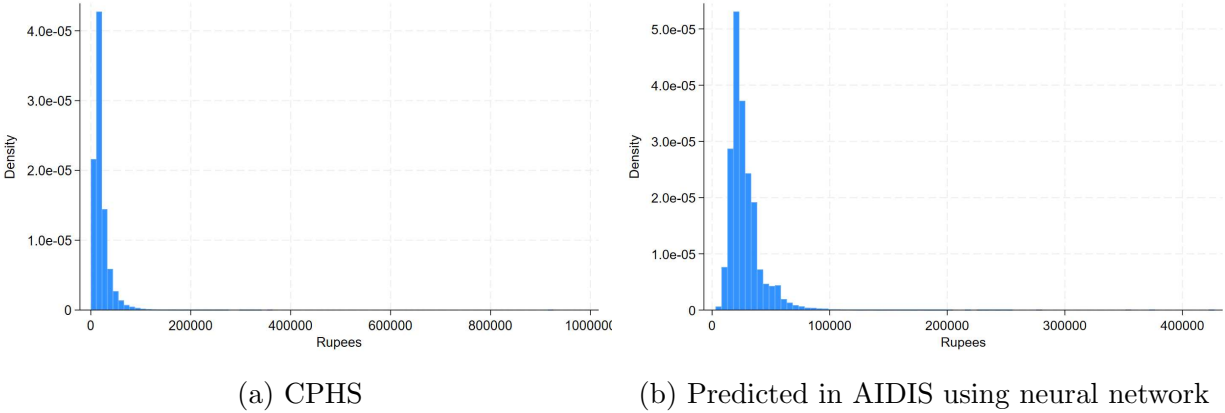 4.0e-05
3.0e-05
2.0e-05
1.0e-05
0
Density
0 200000 400000 600000 800000 1000000
Rupees
(a) CPHS
5.0e-05
4.0e-05
3.0e-05
2.0e-05
1.0e-05
0
Density
0 100000 200000 300000 400000
Rupees
(b) Predicted in AIDIS using neural network